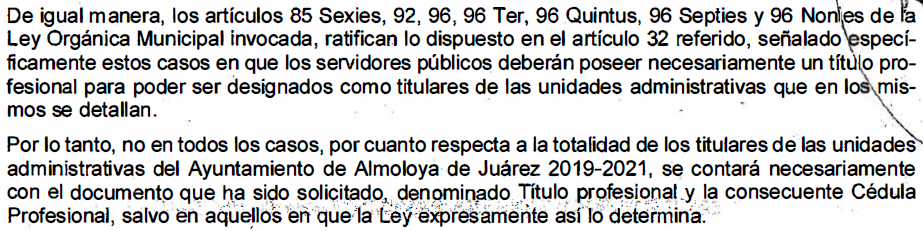 De igual manera, los artículos 85 Sexies, 92, 96, 96 Ter, 96 Quintus, 96 Septies y 96 Nonies de la
Ley Orgánica Municipal invocada, ratifican lo dispuesto en el artículo 32 referido, señalado especí-
ficamente estos casos en que los servidores públicos deberán poseer necesariamente un título pro-
fesional para poder ser designados como titulares de las unidades administrativas que en los mis-
mos se detallan.
Por lo tanto, no en todos los casos, por cuanto respecta a la totalidad de los titulares de las unidades
administrativas del Ayuntamiento de Almoloya de Juárez 2019-2021, se contará necesariamente
con el documento que ha sido solicitado, denominado Título profesional y la consecuente Cédula
Profesional, salvo en aquellos en que la Ley expresamente así lo determina.